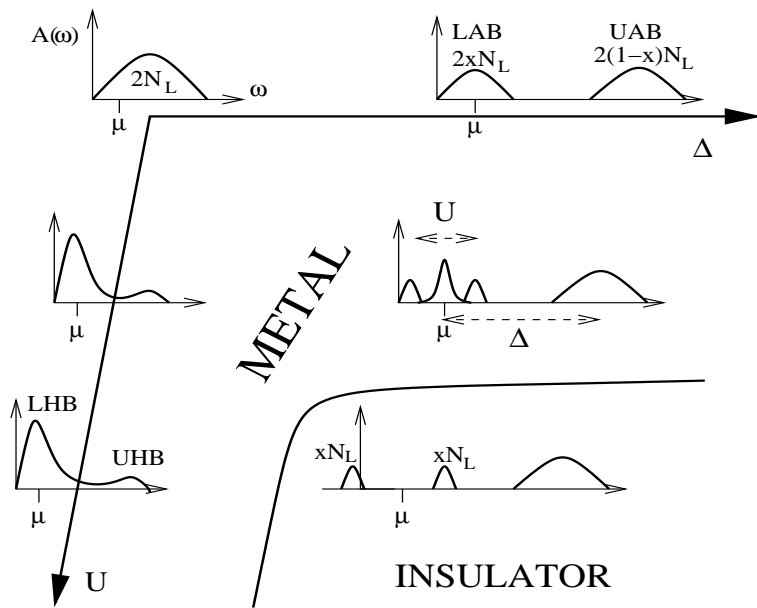 A(ω)
2N_L
ω
μ
LAB
2xN_L
UAB
2(1−x)N_L
μ
Δ
U
μ
METAL
μ
Δ
LHB
UHB
μ
xN_L
xN_L
μ
U
INSULATOR